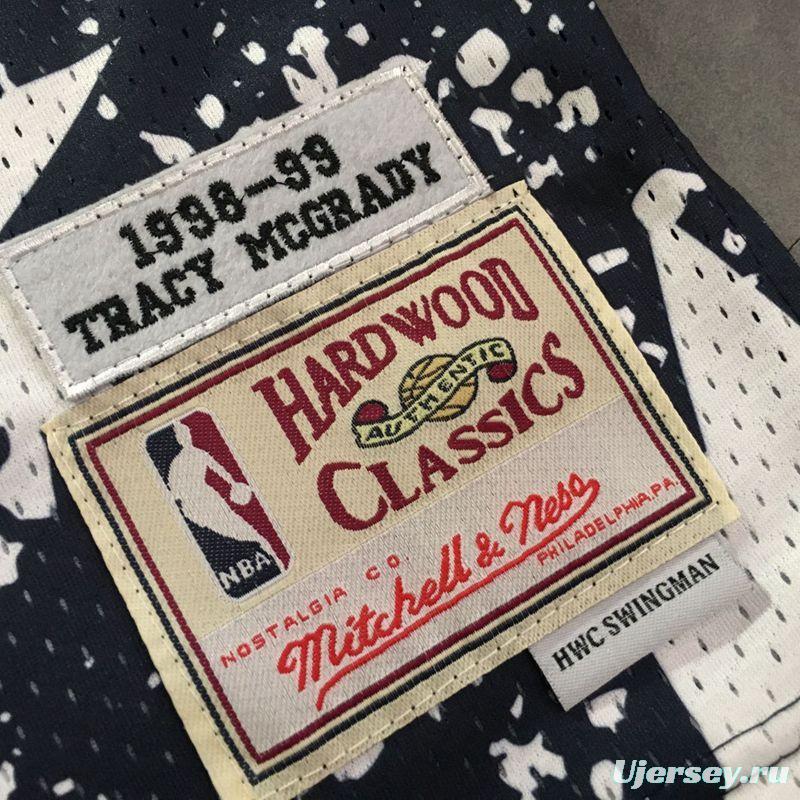 1998-99
TRACY MCGRADY
HARDWOOD
AUTHENTIC
CLASSICS
NBA
NOSTALGIA CO.
Mitchell & Ness
PHILADELPHIA, PA.
HWC SWINGMAN
Ujersey.ru